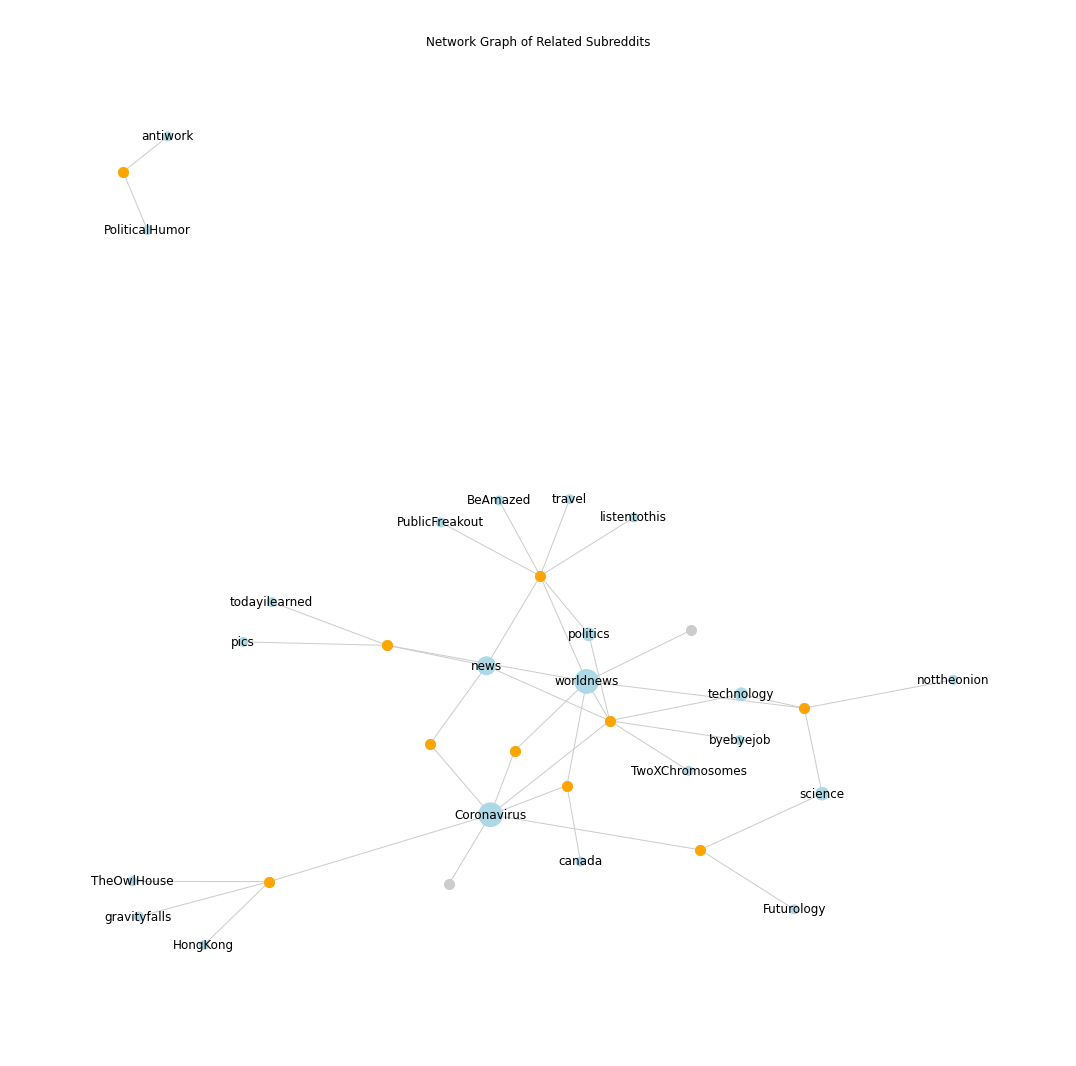 Network Graph of Related Subreddits
antiwork
PoliticalHumor
BeAmazed
travel
PublicFreakout
listentothis
todayilearned
pics
politics
news
worldnews
technology
nottheonion
byebyejob
TwoXChromosomes
science
Coronavirus
canada
TheOwlHouse
gravityfalls
Futurology
HongKong